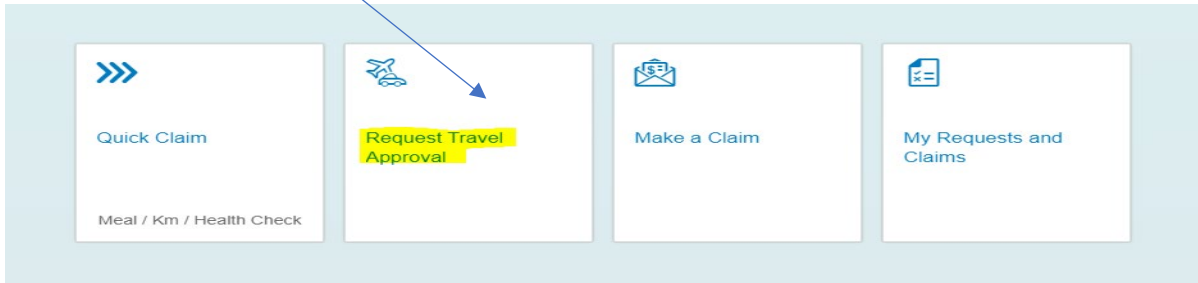 Quick Claim
Meal / Km / Health Check
Request Travel
Approval
Make a Claim
My Requests and
Claims